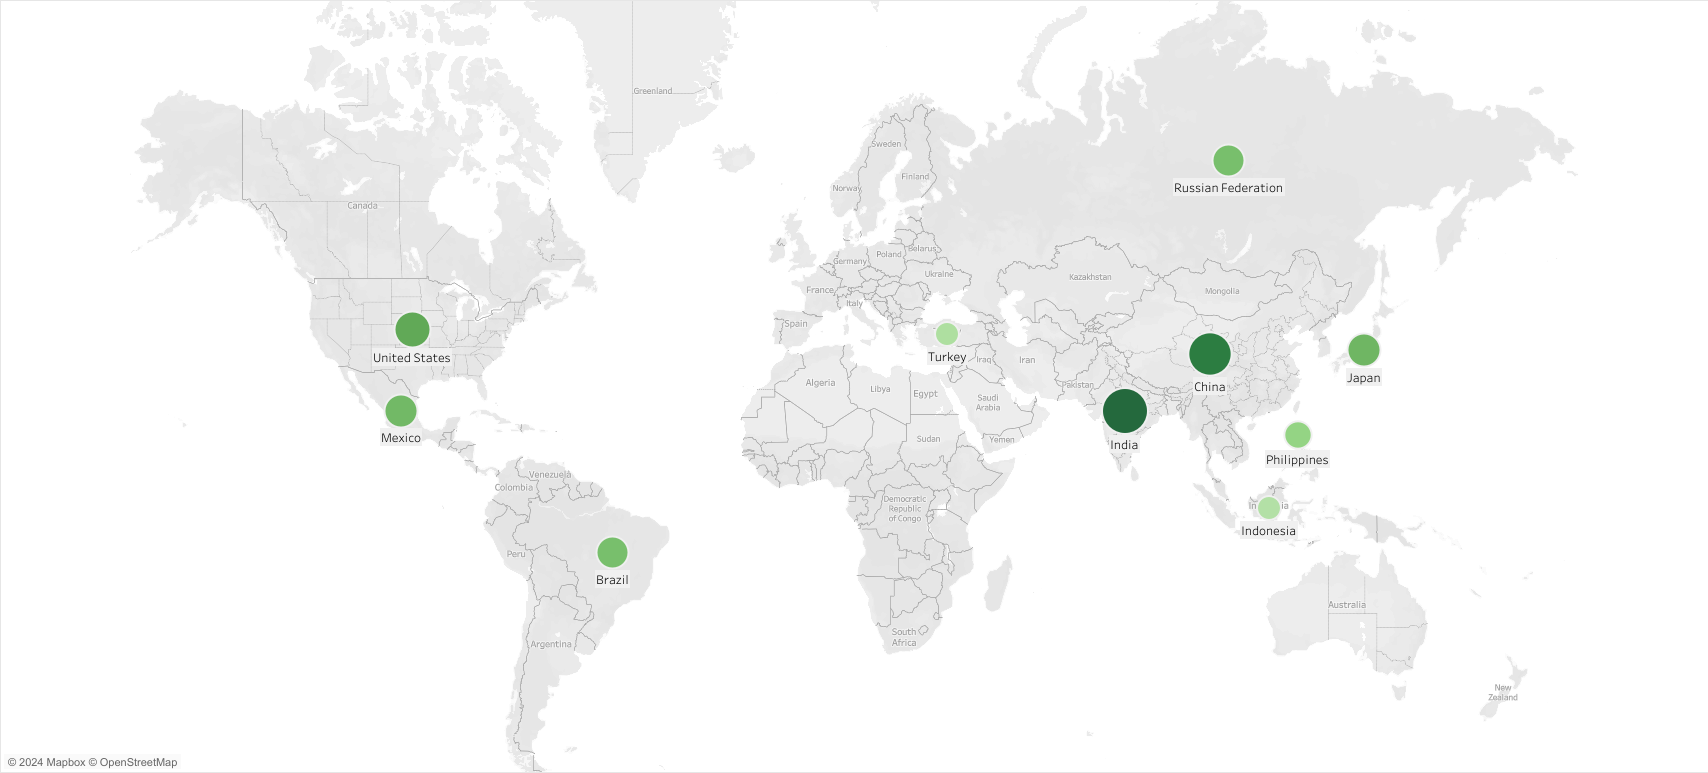 Greenland
Sweden
Finland
Norway
Russian Federation
Canada
Belarus
Poland
Germany
Ukraine
Kazakhstan
France
Mongolia
Italy
Spain
United States
Turkey
Iraq
Iran
China
Japan
Algeria
Libya
Egypt
Pakistan
Saudi
Arabia
Mexico
Sudan
Yemen
India
Philippines
Venezuela
Colombia
Democratic
Republic
of Congo
Indonesia
Peru
Brazil
Australia
South
Africa
Argentina
New
Zealand
© 2024 Mapbox © OpenStreetMap